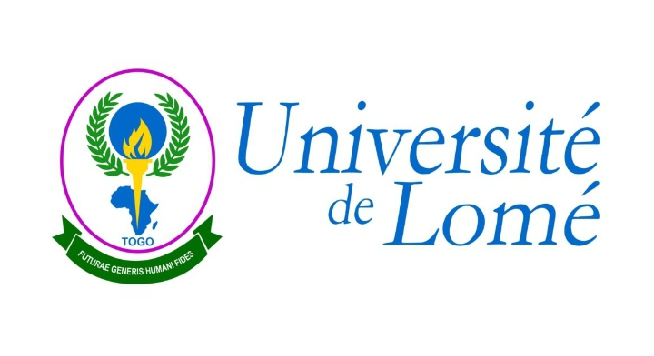 Université
de Lomé
TOGO
FUTURAE GENERIS HUMANI FIDES